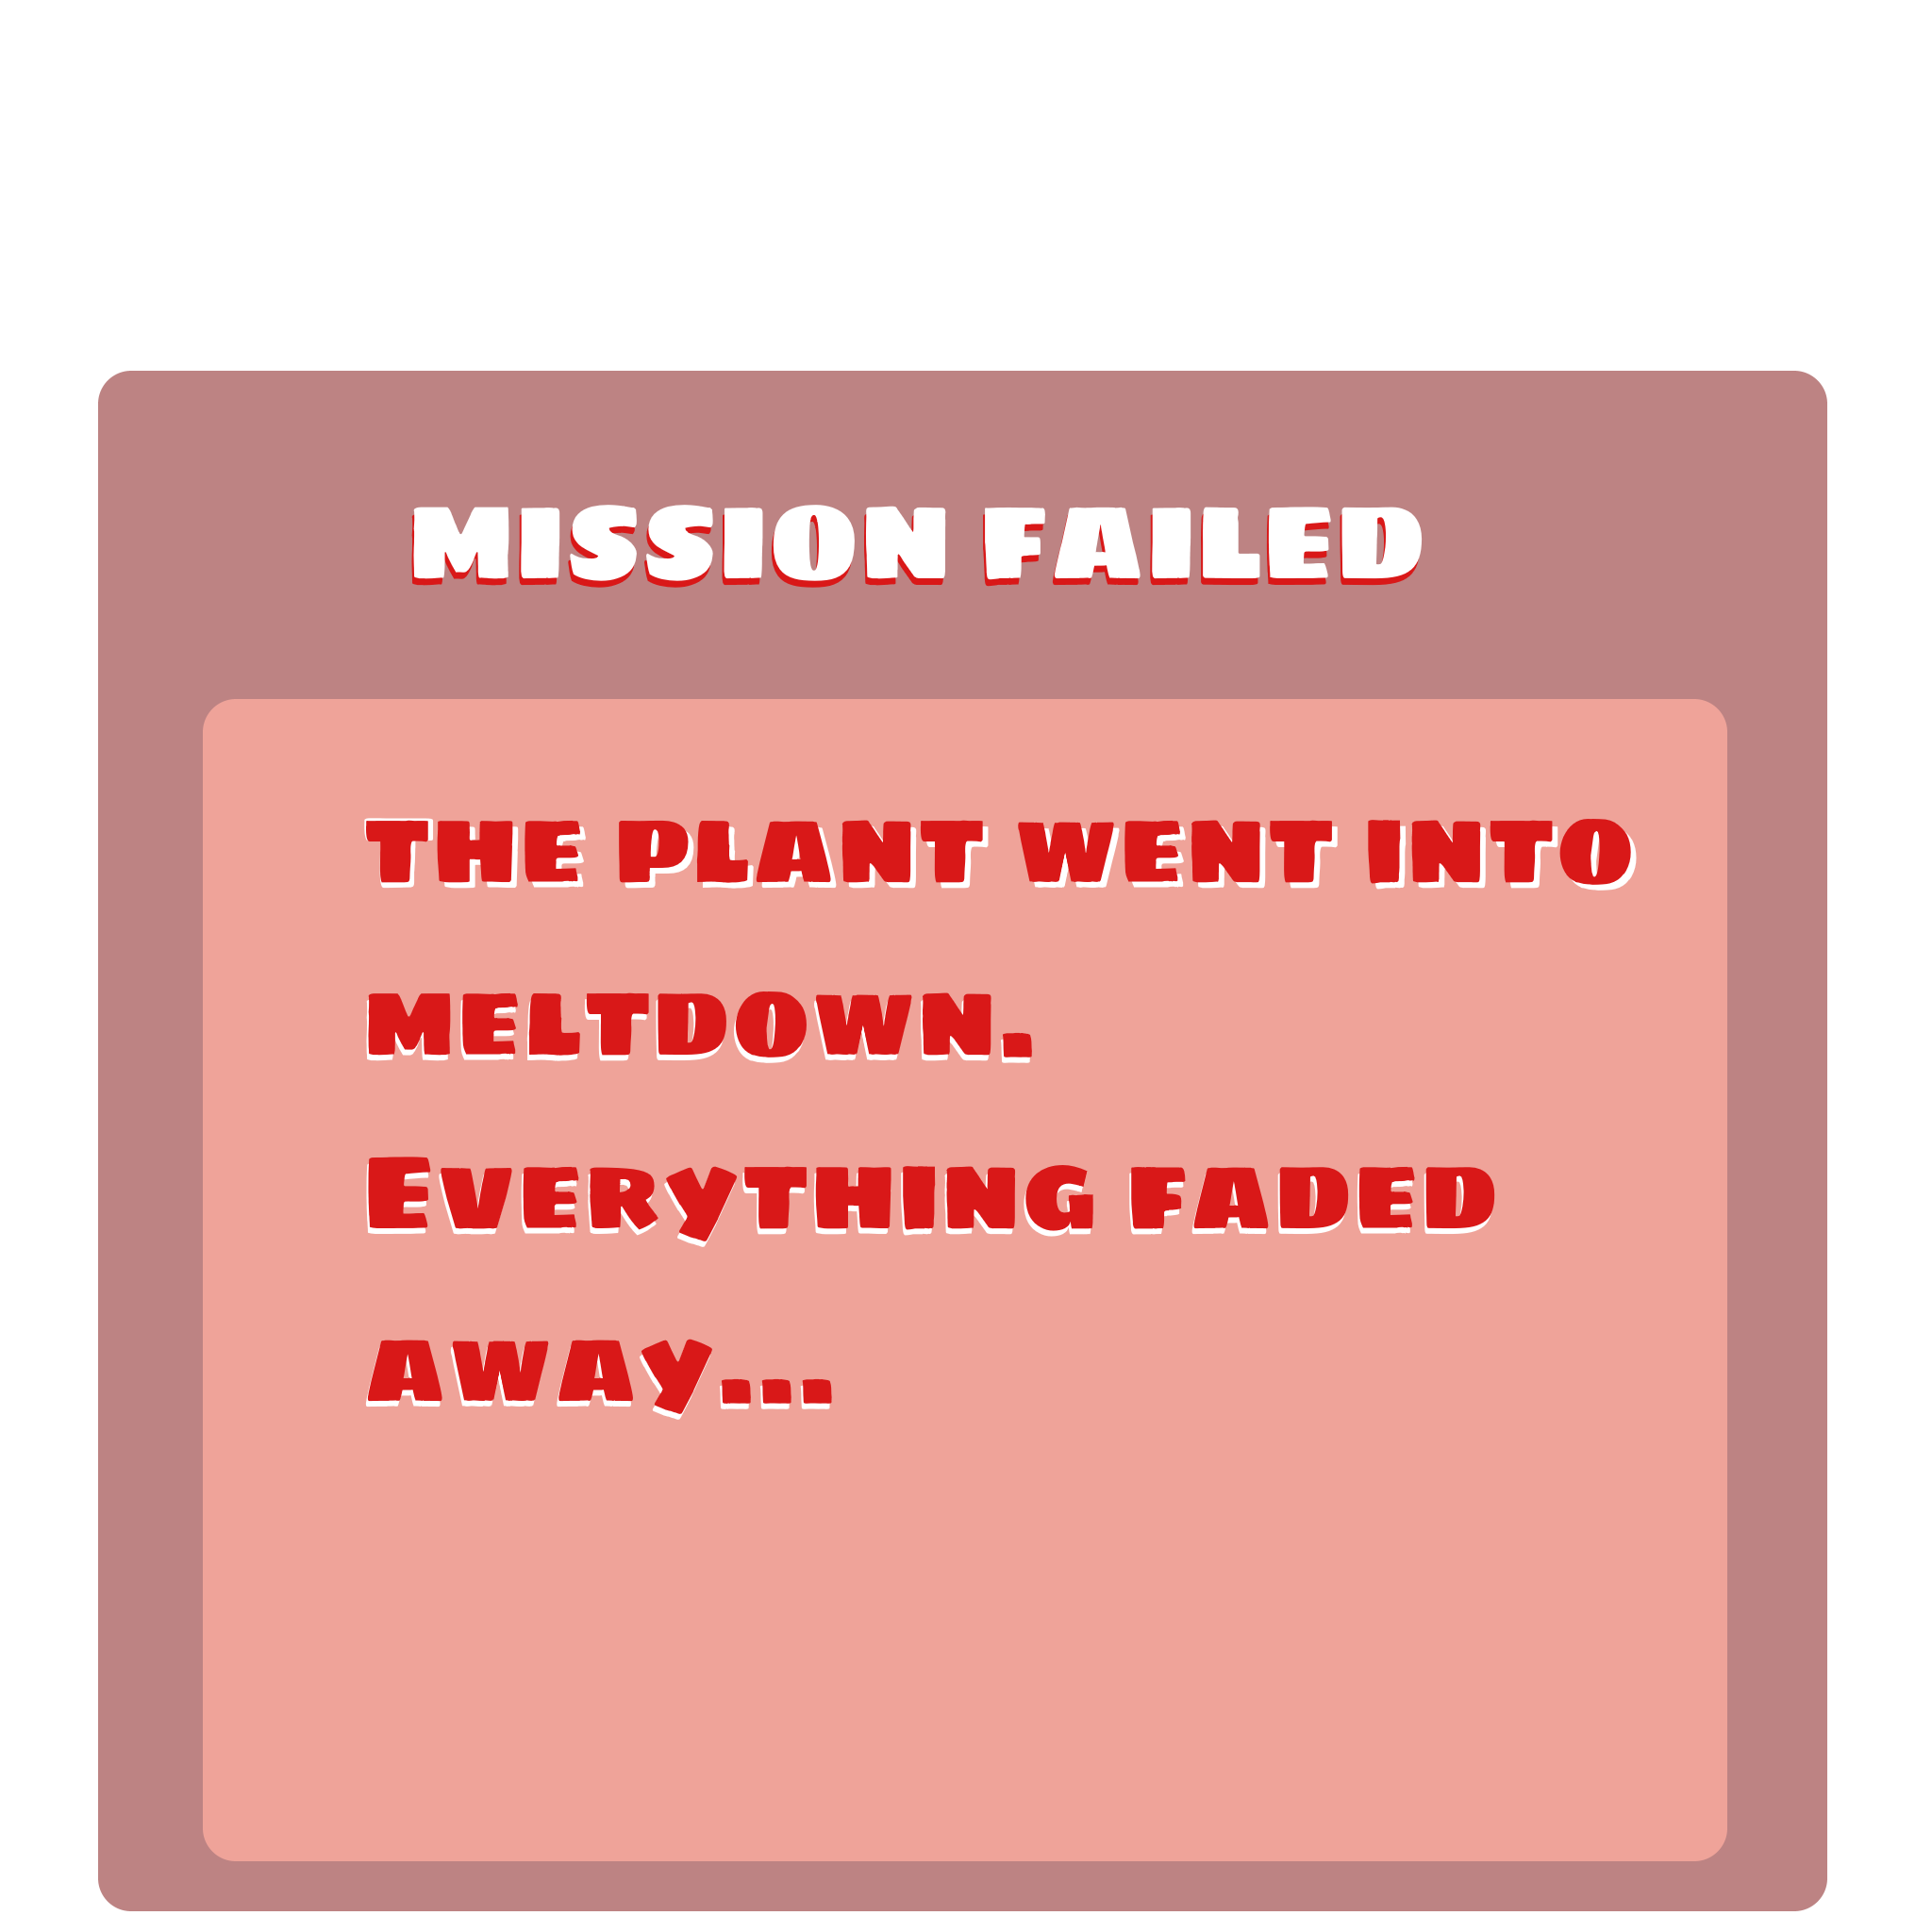 MISSION FAILED
THE PLANT WENT INTO
MELTDOWN.
EVERYTHING FADED
AWAY...